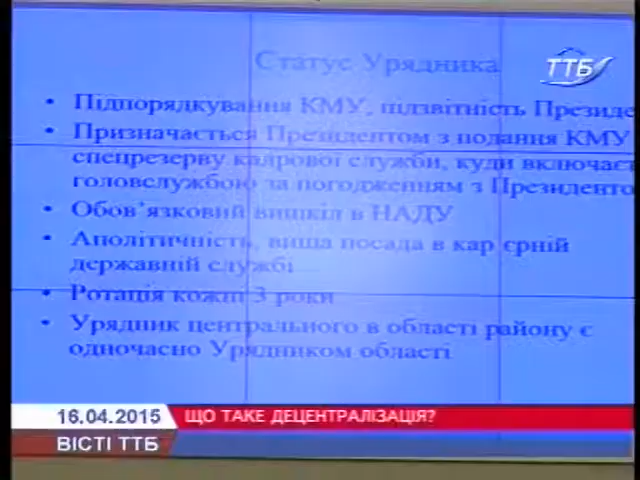 Статус Урядника
ТТБ
Підпорядкування КМУ, підзвітність Президе
Призначається Президентом з подання КМУ
спецрезерву кадрової служби, куди включаєт
головслужбою за погодженням з Президенто
Обов'язковий вишкіл в НАДУ
Аполітичність, вища посада в кар єрній
державній службі
Ротація кожні 3 роки
Урядник центрального в області району є
одночасно Урядником області
16.04.2015 ЩО ТАКЕ ДЕЦЕНТРАЛІЗАЦІЯ?
ВІСТІ ТТБ